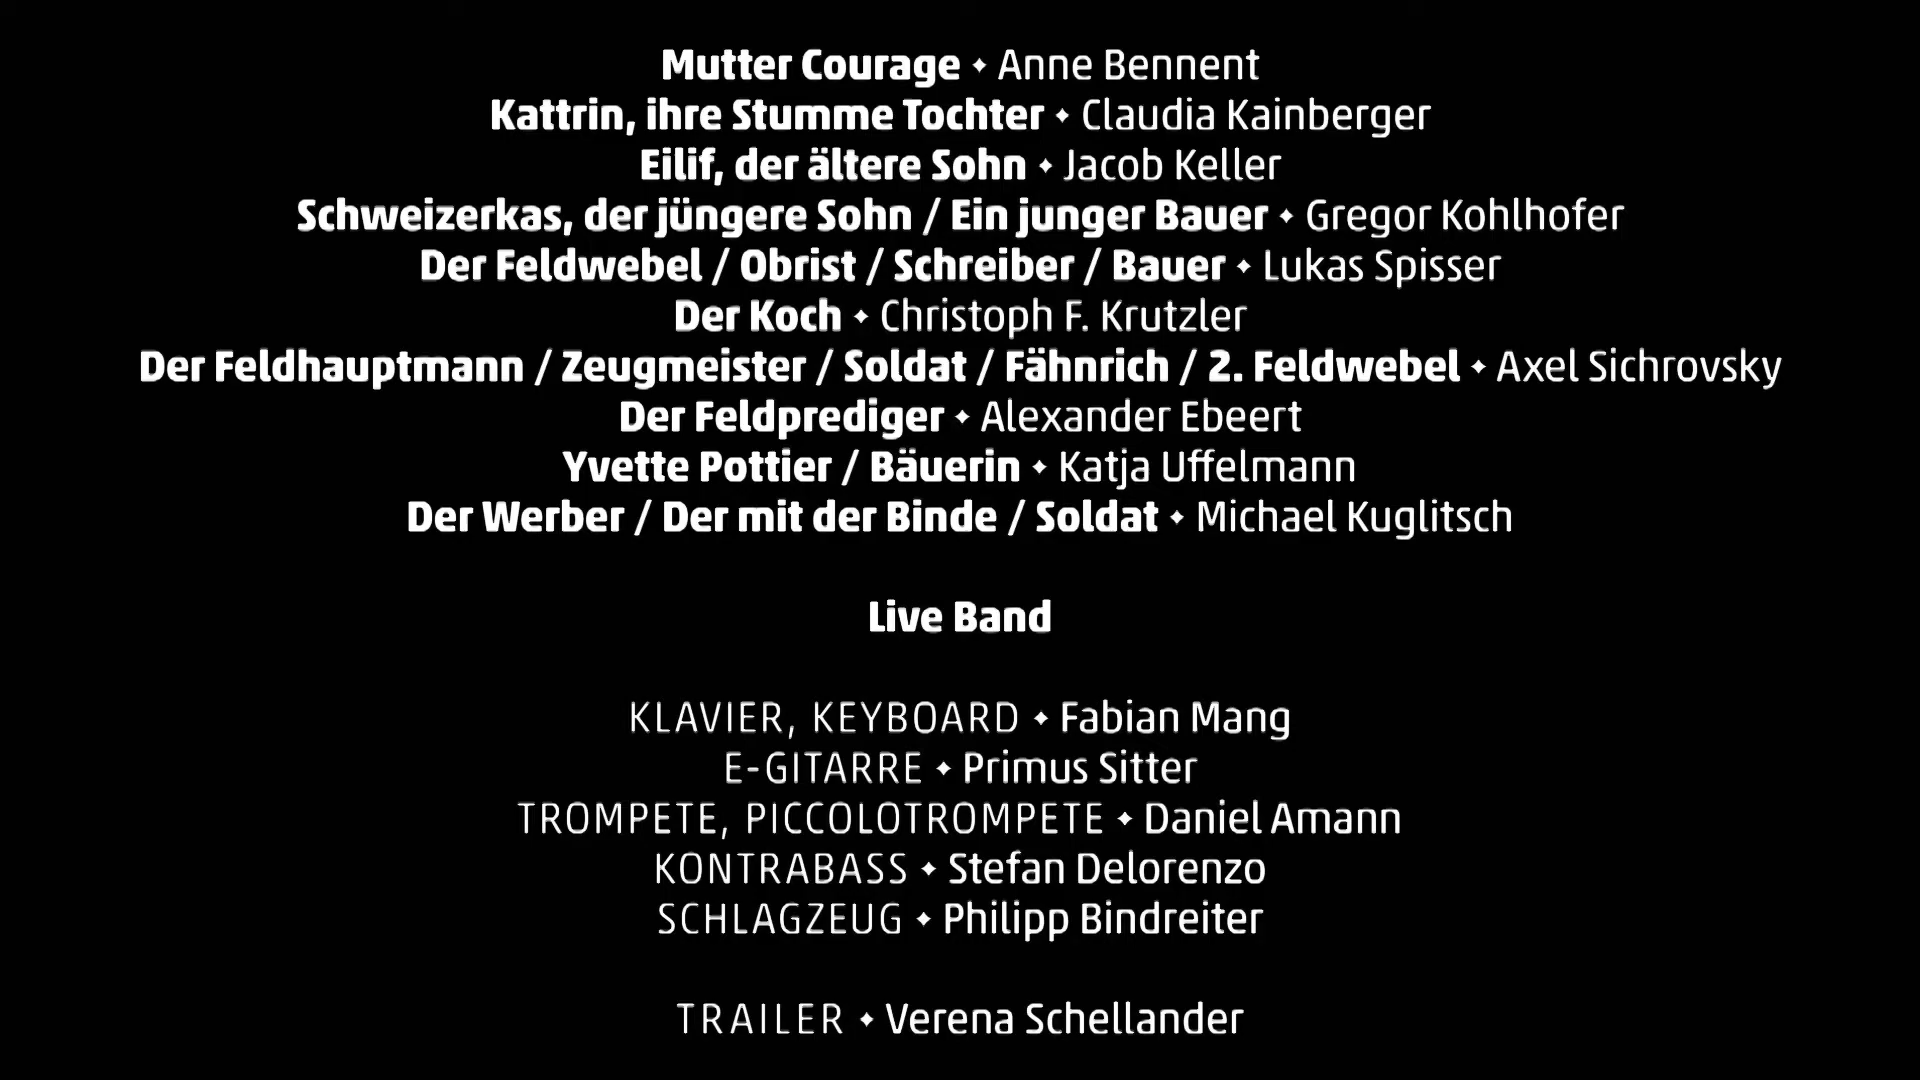 Mutter Courage • Anne Bennent
Kattrin, ihre Stumme Tochter • Claudia Kainberger
Eilif, der ältere Sohn • Jacob Keller
Schweizerkas, der jüngere Sohn / Ein junger Bauer • Gregor Kohlhofer
Der Feldwebel / Obrist / Schreiber / Bauer • Lukas Spisser
Der Koch • Christoph F. Krutzler
Der Feldhauptmann / Zeugmeister / Soldat / Fähnrich / 2. Feldwebel • Axel Sichrovsky
Der Feldprediger • Alexander Ebeert
Yvette Pottier / Bäuerin • Katja Uffelmann
Der Werber / Der mit der Binde / Soldat • Michael Kuglitsch
Live Band
KLAVIER, KEYBOARD • Fabian Mang
E-GITARRE • Primus Sitter
TROMPETE, PICCOLOTROMPETE • Daniel Amann
KONTRABASS • Stefan Delorenzo
SCHLAGZEUG • Philipp Bindreiter
TRAILER • Verena Schellander